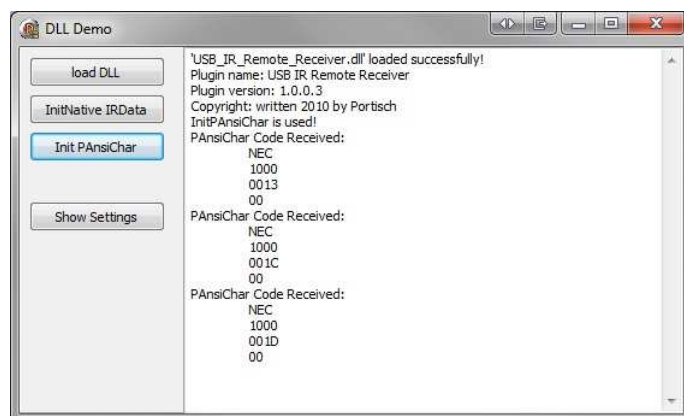 DLL Demo
load DLL
InitNative IRData
Init PAnsiChar
Show Settings
'USB_IR_Remote_Receiver.dll' loaded successfully!
Plugin name: USB IR Remote Receiver
Plugin version: 1.0.0.3
Copyright: written 2010 by Portisch
InitPAnsiChar is used!
PAnsiChar Code Received:
NEC
1000
0013
00
PAnsiChar Code Received:
NEC
1000
001C
00
PAnsiChar Code Received:
NEC
1000
001D
00